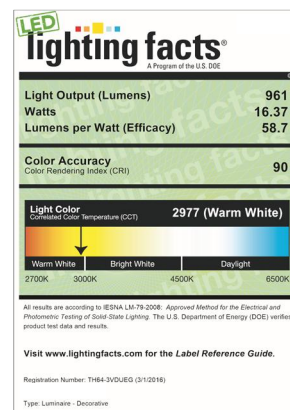 LED
lighting facts®
A Program of the U.S. DOE
Light Output (Lumens) 961
Watts 16.37
Lumens per Watt (Efficacy) 58.7
Color Accuracy 90
Color Rendering Index (CRI)
Light Color 2977 (Warm White)
Correlated Color Temperature (CCT)
Warm White Bright White Daylight
2700K 3000K 4500K 6500K
All results are according to IESNA LM-79-2008: Approved Method for the Electrical and
Photometric Testing of Solid-State Lighting. The U.S. Department of Energy (DOE) verifies
product test data and results.
Visit www.lightingfacts.com for the Label Reference Guide.
Registration Number: TH64-3VDUEG (3/1/2016)
Type: Luminaire - Decorative